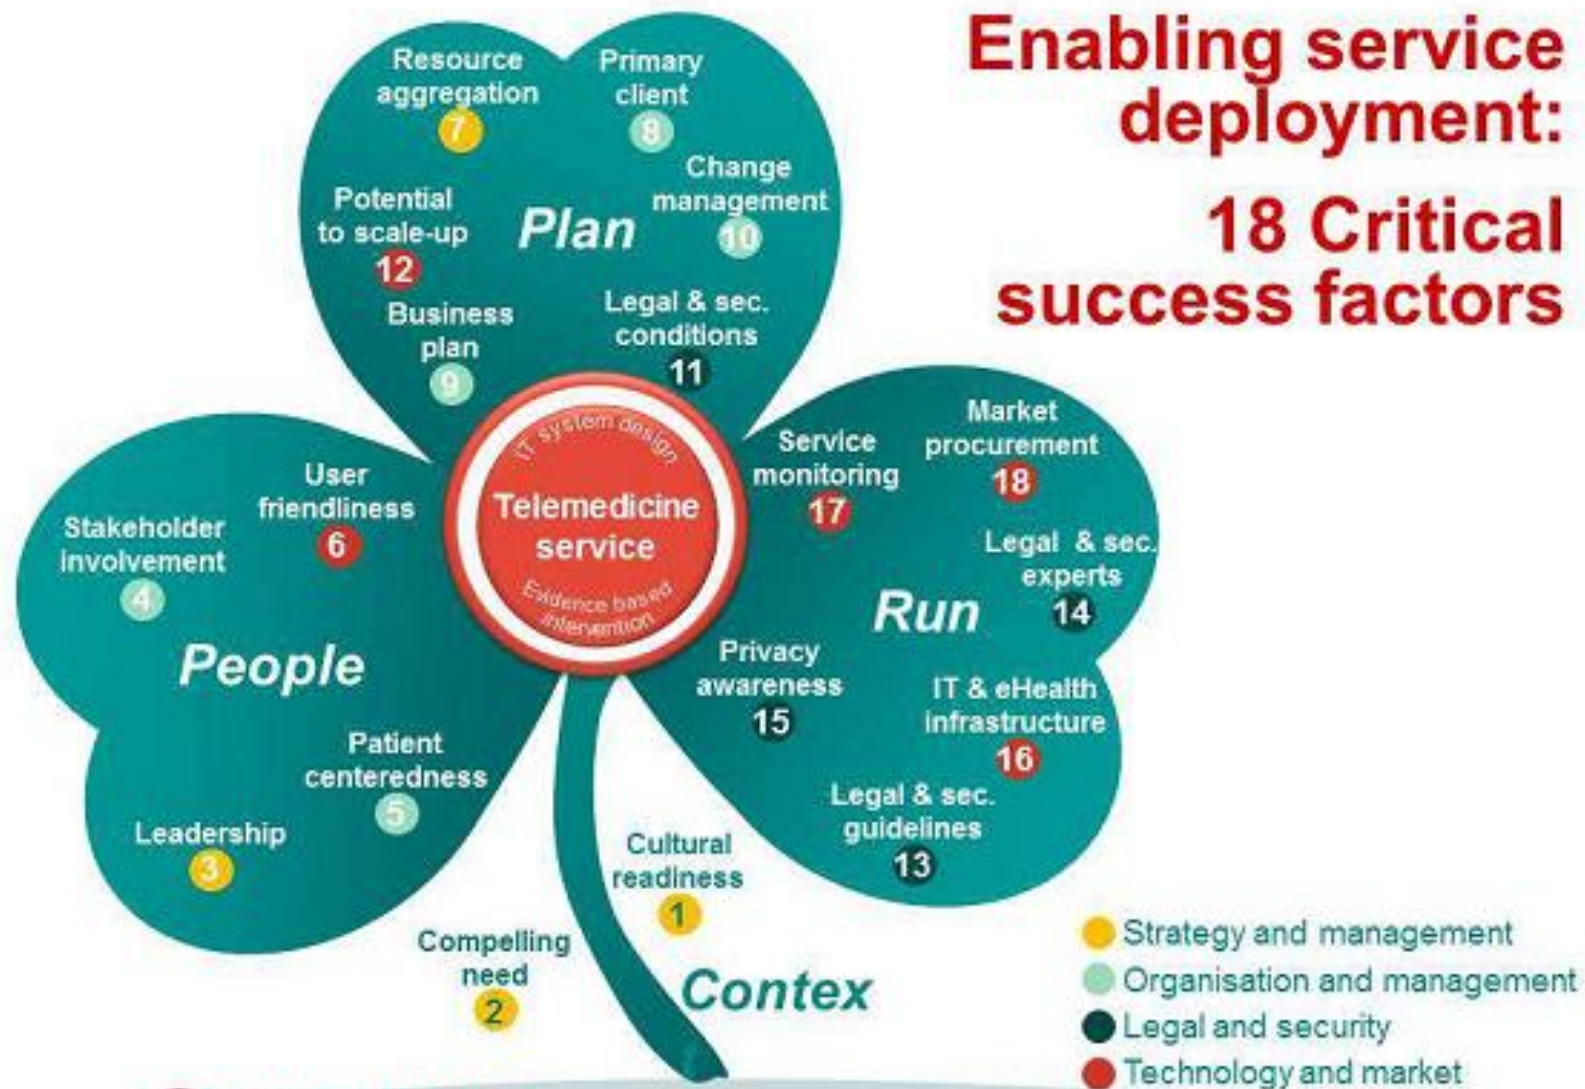 Enabling service
deployment:
18 Critical
success factors
Resource
aggregation
7
Primary
client
8
Change
management
10
Potential
to scale-up
12
Plan
Business
plan
9
Legal & sec.
conditions
11
IT system design
Telemedicine
service
Evidence based
intervention
User
friendliness
6
Stakeholder
involvement
4
People
Patient
centeredness
5
Leadership
3
Service
monitoring
17
Market
procurement
18
Legal & sec.
experts
14
Run
Privacy
awareness
15
IT & eHealth
infrastructure
16
Legal & sec.
guidelines
13
Cultural
readiness
1
Compelling
need
2
Contex
Strategy and management
Organisation and management
Legal and security
Technology and market